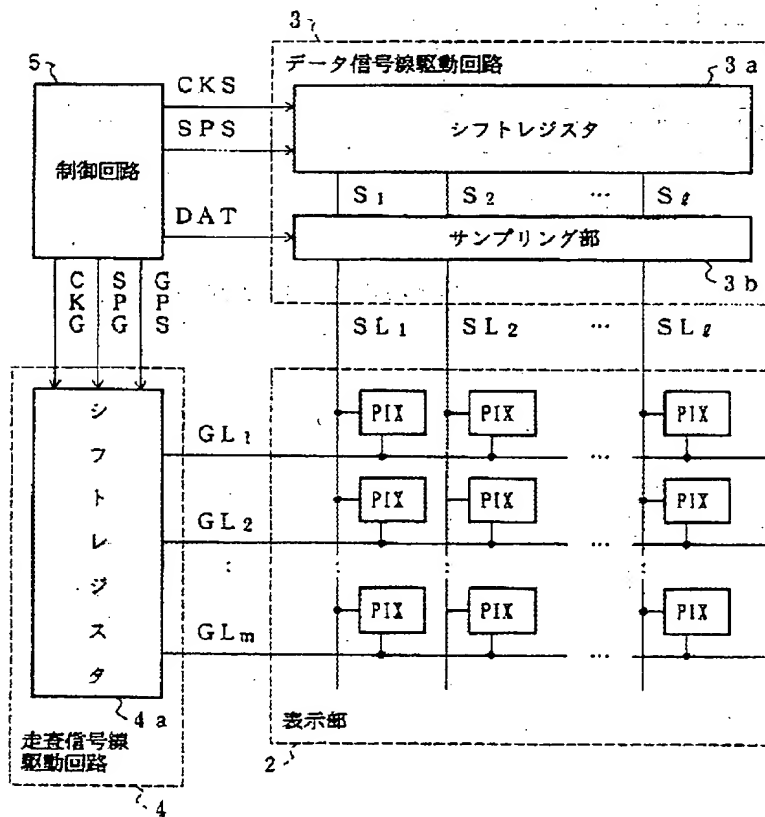 3
データ信号線駆動回路
3a
5
CKS
SPS
シフトレジスタ
制御回路
S1 S2 … Sℓ
DAT
サンプリング部
3b
CKG
SPG
GPS
SL1 SL2 … SLℓ
シフトレジスタ
PIX PIX PIX
GL1
…
PIX PIX PIX
GL2
…
:
PIX PIX PIX
GLm
…
4a
走査信号線
駆動回路
4
表示部
2